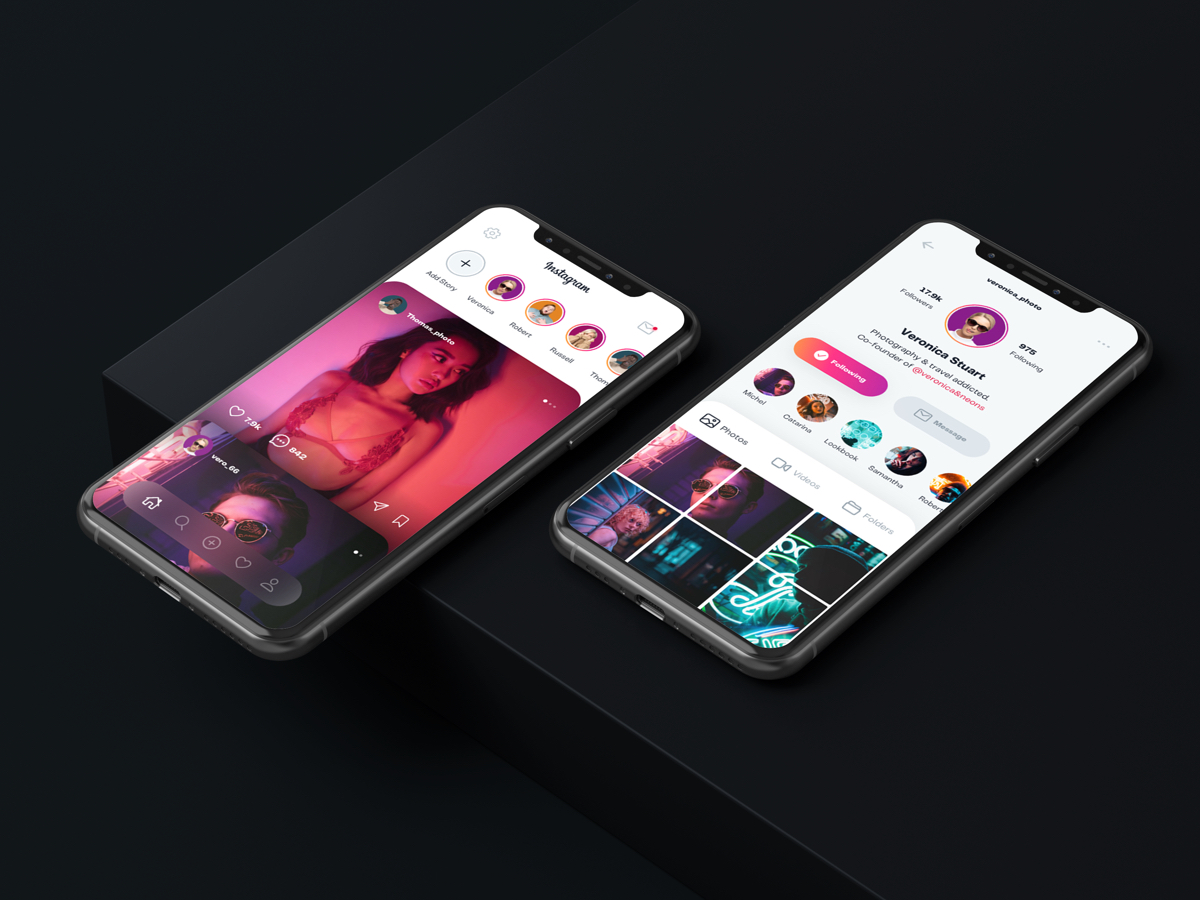 Instagram
Add Story
Veronica
Robert
Russell
Thom
Thomas_photo
7.9k
842
vero_66
veronica_photo
17.9k
Followers
975
Following
Veronica Stuart
Photography & travel addicted.
Co-founder of @veronica&neons
Following
Message
Michel
Catarina
Lookbook
Samantha
Robert
Photos
Videos
Folders